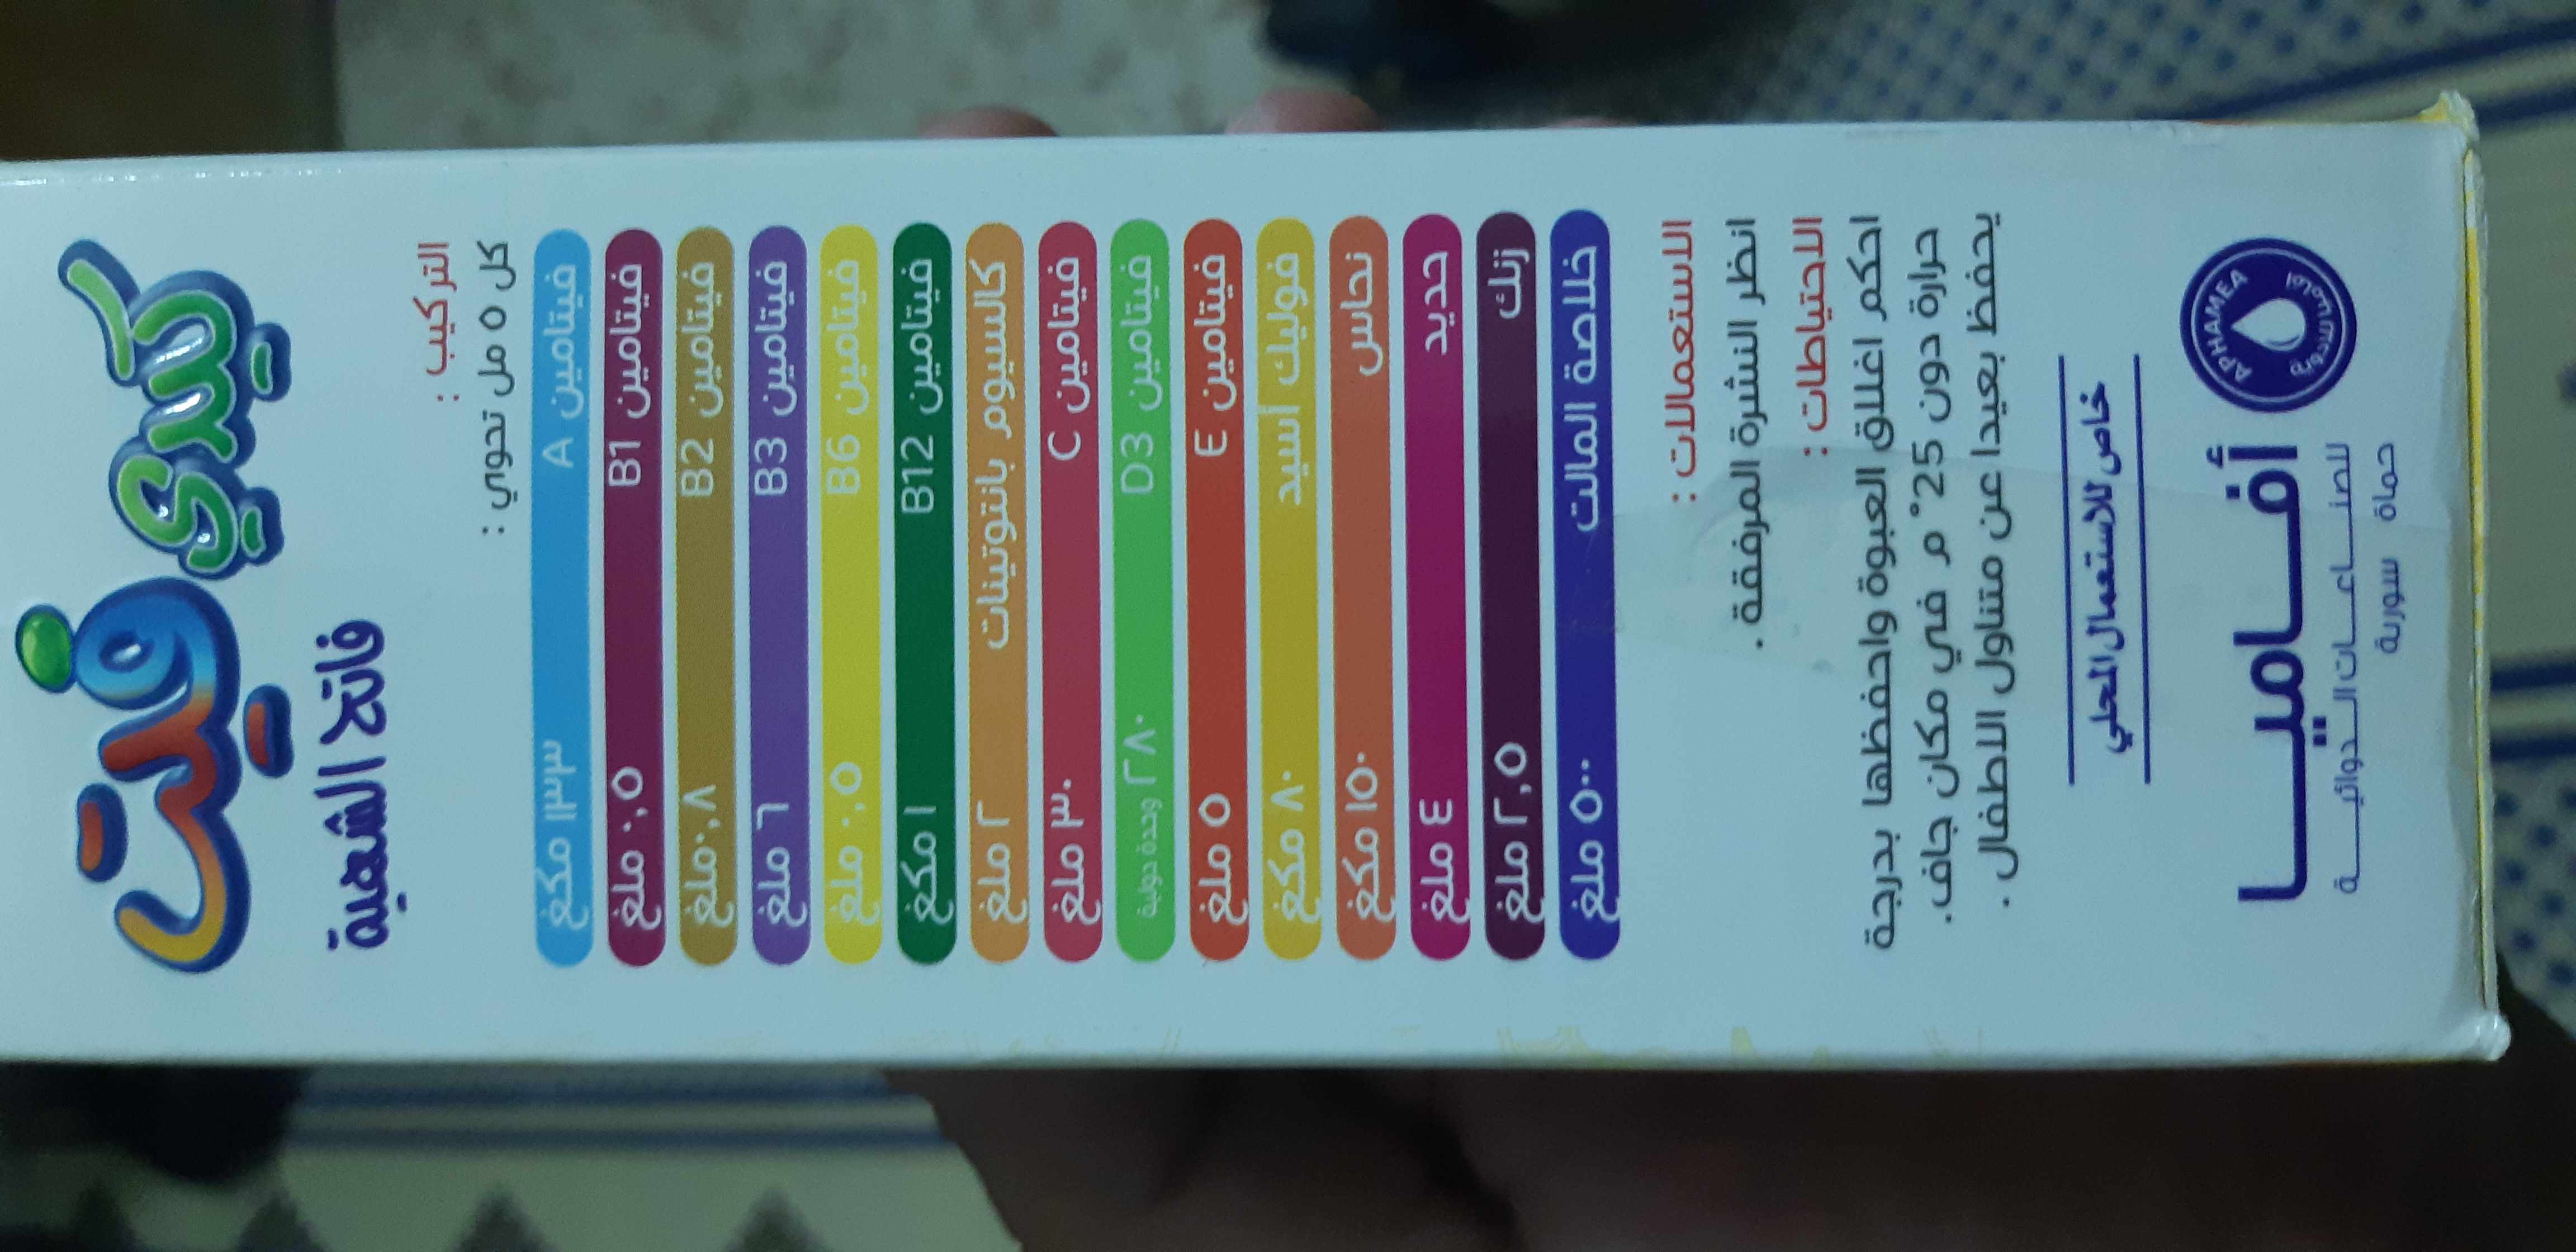 كيدي ڤيت
فاتح الشهية
التركيب :
كل ٥ مل تحوي :
فيتامين A ١٣٣ مكغ
فيتامين B1 ٠,٥ ملغ
فيتامين B2 ٠,٨ ملغ
فيتامين B3 ٦ ملغ
فيتامين B6 ٠,٥ ملغ
فيتامين B12 ١ مكغ
كالسيوم بانتوتينات ٢ ملغ
فيتامين C ٣٠ ملغ
فيتامين D3 ٢٨٠ وحدة دولية
فيتامين E ٥ ملغ
فوليك أسيد ٨٠ مكغ
نحاس ١٥٠ مكغ
حديد ٤ ملغ
زنك ٢,٥ ملغ
خلاصة المالت ٥٠٠ ملغ
الاستعمالات :
انظر النشرة المرفقة .
الاحتياطات :
احكم اغلاق العبوة واحفظها بدرجة
حرارة دون 25° م في مكان جاف.
يحفظ بعيدا عن متناول الاطفال .
خاص للاستعمال المحلي
APHAMEA
أفاميا
للصناعات الدوائية
حماة سورية